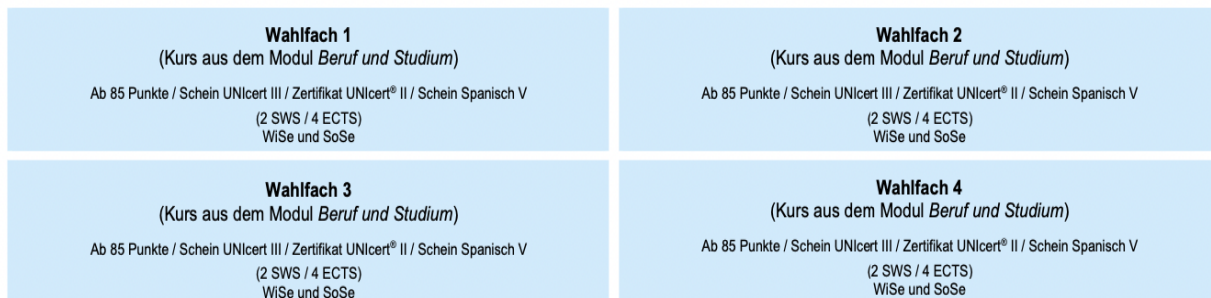 Wahlfach 1
(Kurs aus dem Modul Beruf und Studium)
Ab 85 Punkte / Schein UNIcert III / Zertifikat UNIcert® II / Schein Spanisch V
(2 SWS / 4 ECTS)
WiSe und SoSe
Wahlfach 2
(Kurs aus dem Modul Beruf und Studium)
Ab 85 Punkte / Schein UNIcert III / Zertifikat UNIcert® II / Schein Spanisch V
(2 SWS / 4 ECTS)
WiSe und SoSe
Wahlfach 3
(Kurs aus dem Modul Beruf und Studium)
Ab 85 Punkte / Schein UNIcert III / Zertifikat UNIcert® II / Schein Spanisch V
(2 SWS / 4 ECTS)
WiSe und SoSe
Wahlfach 4
(Kurs aus dem Modul Beruf und Studium)
Ab 85 Punkte / Schein UNIcert III / Zertifikat UNIcert® II / Schein Spanisch V
(2 SWS / 4 ECTS)
WiSe und SoSe